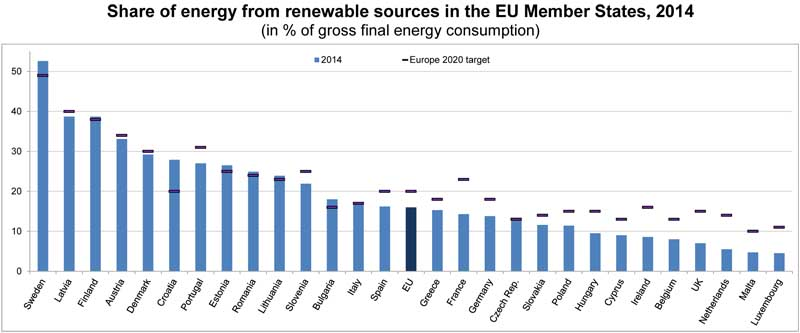 Share of energy from renewable sources in the EU Member States, 2014
(in % of gross final energy consumption)
2014
Europe 2020 target
50
40
30
20
10
0
Sweden
Latvia
Finland
Austria
Denmark
Croatia
Portugal
Estonia
Romania
Lithuania
Slovenia
Bulgaria
Italy
Spain
EU
Greece
France
Germany
Czech Rep.
Slovakia
Poland
Hungary
Cyprus
Ireland
Belgium
UK
Netherlands
Malta
Luxembourg